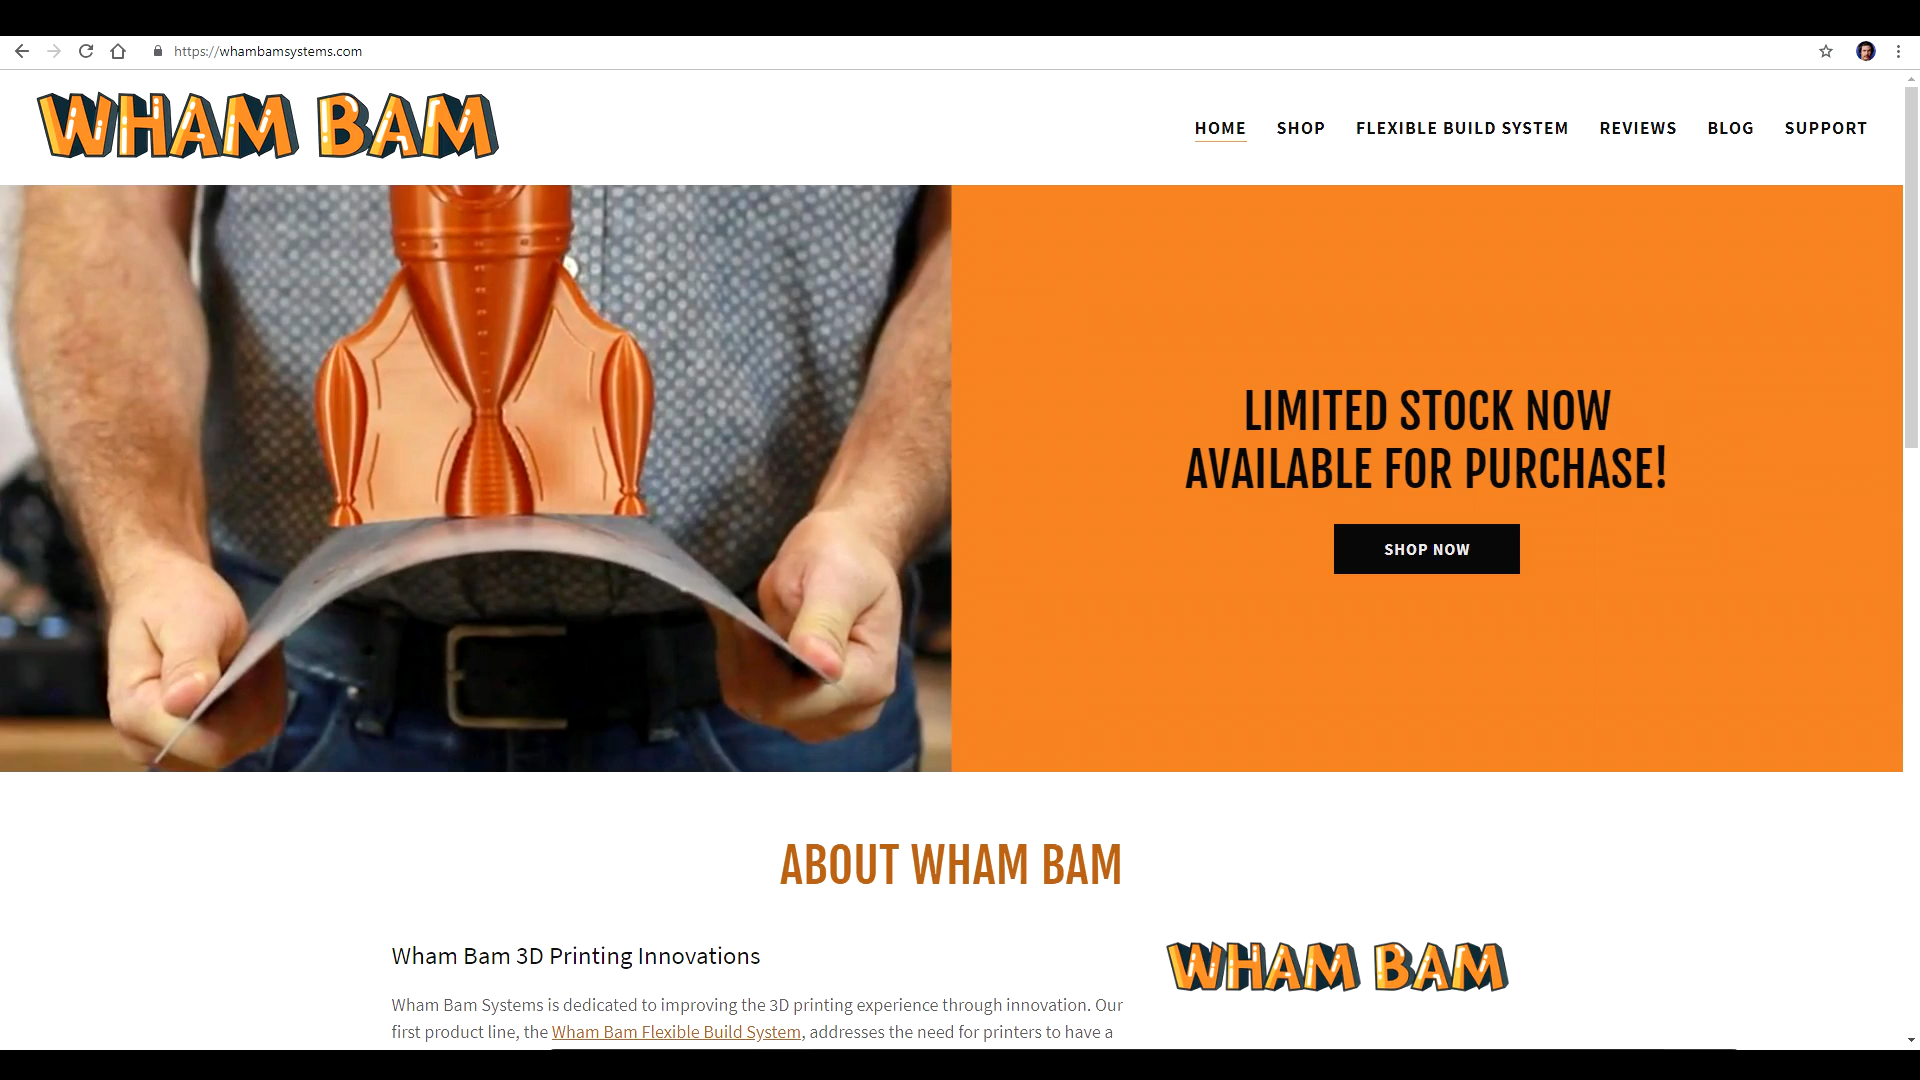 https://whambamsystems.com
WHAM BAM
HOME SHOP FLEXIBLE BUILD SYSTEM REVIEWS BLOG SUPPORT
LIMITED STOCK NOW
AVAILABLE FOR PURCHASE!
SHOP NOW
ABOUT WHAM BAM
Wham Bam 3D Printing Innovations
WHAM BAM
Wham Bam Systems is dedicated to improving the 3D printing experience through innovation. Our
first product line, the Wham Bam Flexible Build System, addresses the need for printers to have a